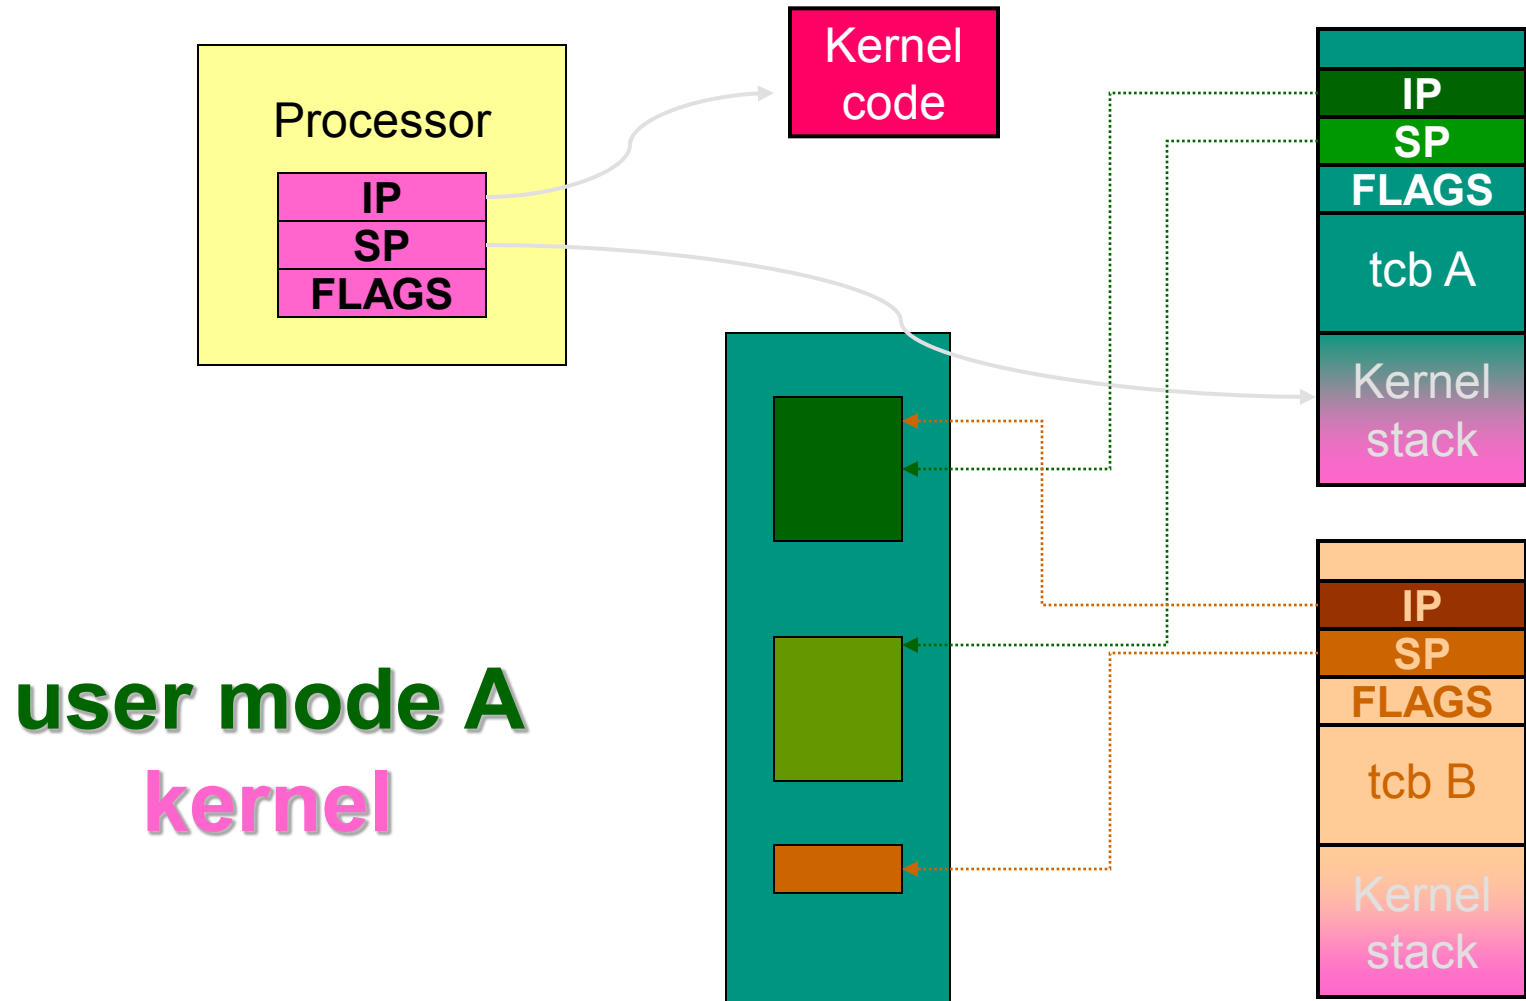 Processor
IP
SP
FLAGS
Kernel
code
IP
SP
FLAGS
tcb A
Kernel
stack
IP
SP
FLAGS
tcb B
Kernel
stack
user mode A
kernel